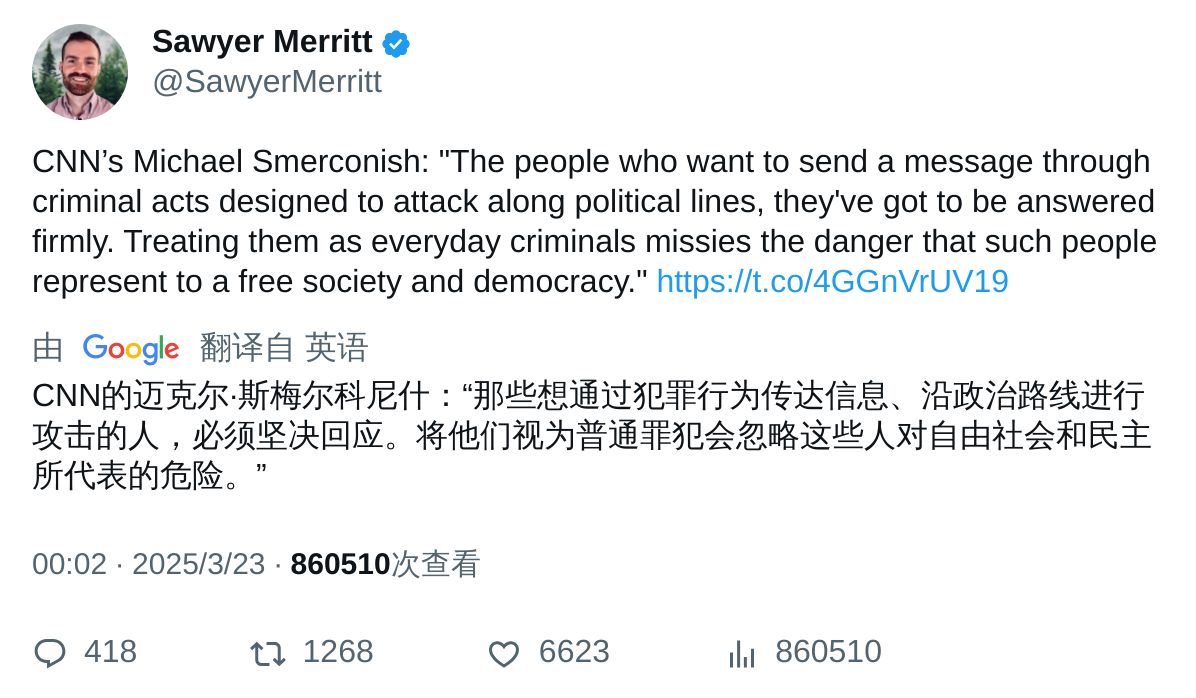 Sawyer Merritt
@SawyerMerritt
CNN’s Michael Smerconish: "The people who want to send a message through
criminal acts designed to attack along political lines, they've got to be answered
firmly. Treating them as everyday criminals missies the danger that such people
represent to a free society and democracy." https://t.co/4GGnVrUV19
由 Google 翻译自 英语
CNN的迈克尔·斯梅尔科尼什：“那些想通过犯罪行为传达信息、沿政治路线进行
攻击的人，必须坚决回应。将他们视为普通罪犯会忽略这些人对自由社会和民主
所代表的危险。”
00:02 · 2025/3/23 · 860510次查看
418 1268 6623 860510